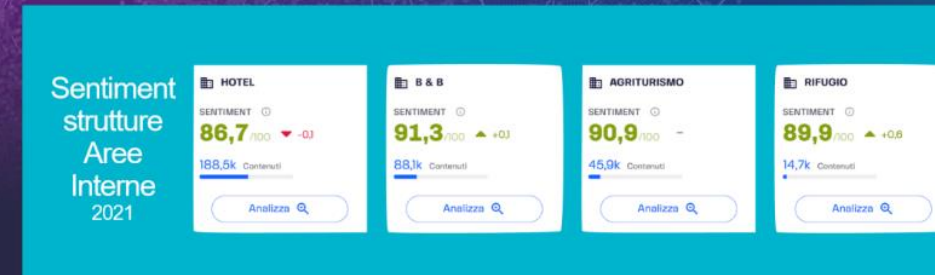 Sentiment
strutture
Aree
Interne
2021
HOTEL
SENTIMENT
86,7/100 -0,1
188,5k Contenuti
Analizza
B & B
SENTIMENT
91,3/100 +0,1
88,1k Contenuti
Analizza
AGRITURISMO
SENTIMENT
90,9/100 -
45,9k Contenuti
Analizza
RIFUGIO
SENTIMENT
89,9/100 +0,6
14,7k Contenuti
Analizza